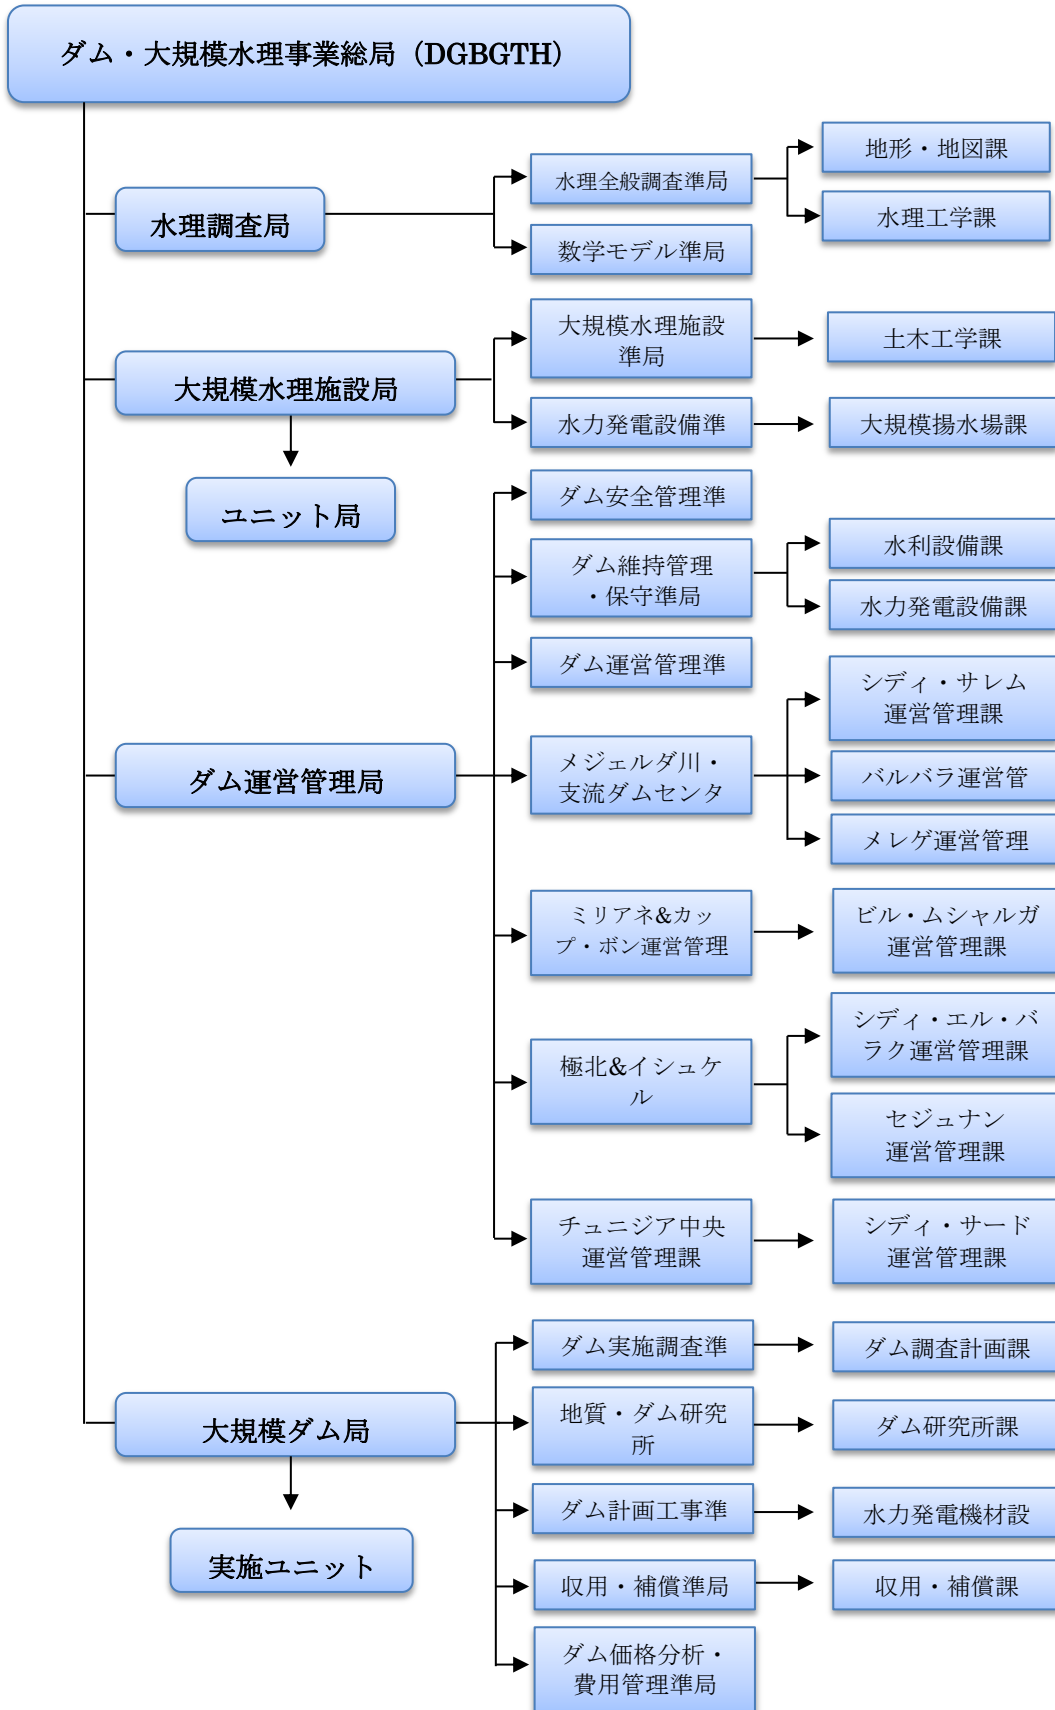 ダム・大規模水理事業総局（DGBGTH）
水理調査局
水理全般調査準局
地形・地図課
水理工学課
数学モデル準局
大規模水理施設局
大規模水理施設
準局
土木工学課
水力発電設備準
大規模揚水場課
ユニット局
ダム運営管理局
ダム安全管理準
ダム維持管理
・保守準局
水利設備課
水力発電設備課
ダム運営管理準
メジェルダ川・
支流ダムセンタ
シディ・サレム
運営管理課
バルバラ運営管
メレゲ運営管理
ミリアネ&カッ
プ・ボン運営管理
ビル・ムシャルガ
運営管理課
極北&イシュケ
ル
シディ・エル・バ
ラク運営管理課
セジュナン
運営管理課
チュニジア中央
運営管理課
シディ・サード
運営管理課
大規模ダム局
ダム実施調査準
ダム調査計画課
地質・ダム研究
所
ダム研究所課
ダム計画工事準
水力発電機材設
収用・補償準局
収用・補償課
ダム価格分析・
費用管理準局
実施ユニット